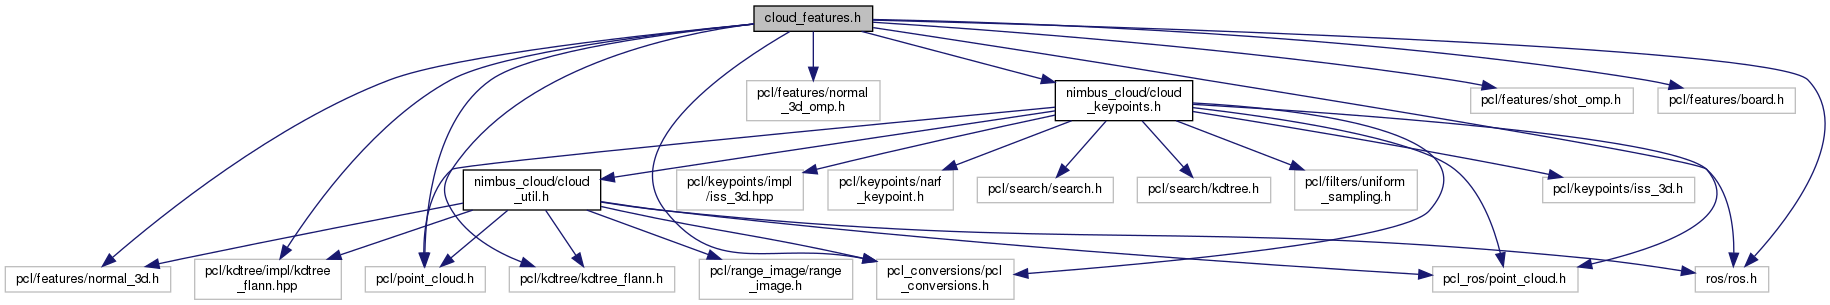 cloud_features.h
pcl/features/normal
_3d_omp.h
nimbus_cloud/cloud
_keypoints.h
pcl/features/shot_omp.h
pcl/features/board.h
nimbus_cloud/cloud
_util.h
pcl/keypoints/impl
/iss_3d.hpp
pcl/keypoints/narf
_keypoint.h
pcl/search/search.h
pcl/search/kdtree.h
pcl/filters/uniform
_sampling.h
pcl/keypoints/iss_3d.h
pcl/features/normal_3d.h
pcl/kdtree/impl/kdtree
_flann.hpp
pcl/point_cloud.h
pcl/kdtree/kdtree_flann.h
pcl/range_image/range
_image.h
pcl_conversions/pcl
_conversions.h
pcl_ros/point_cloud.h
ros/ros.h